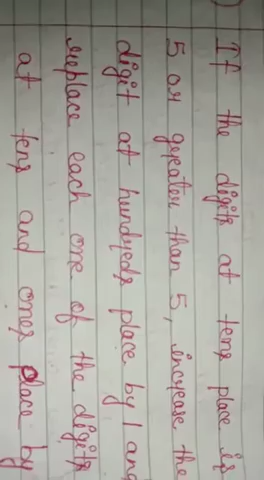 If the digits at tens place is
5 or greater than 5, increase the
digit at hundreds place by 1 and
replace each one of the digits
at tens and ones place by